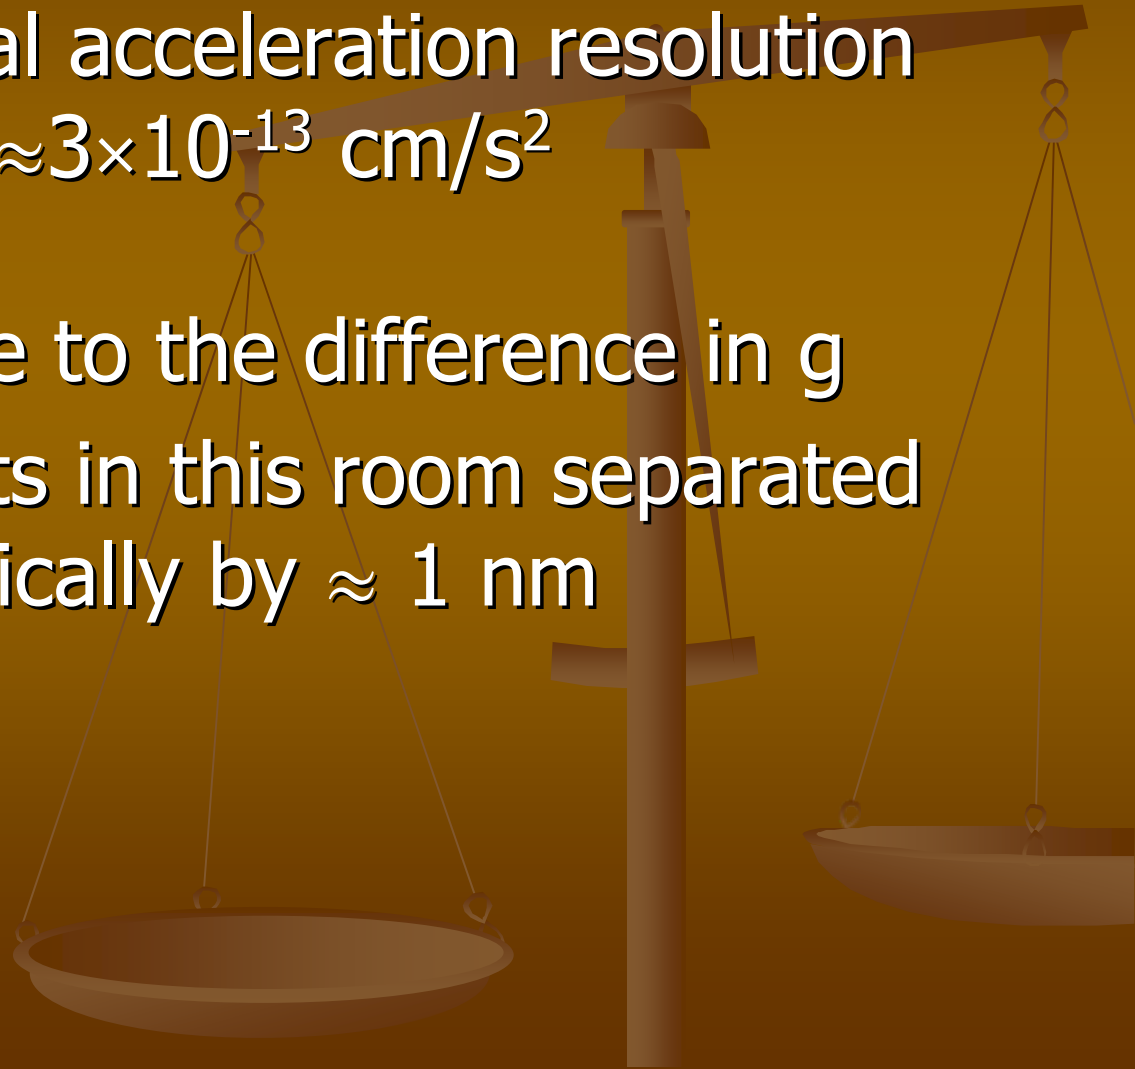 al acceleration resolution
≈3×10⁻¹³ cm/s²
e to the difference in g
ts in this room separated
ically by ≈ 1 nm